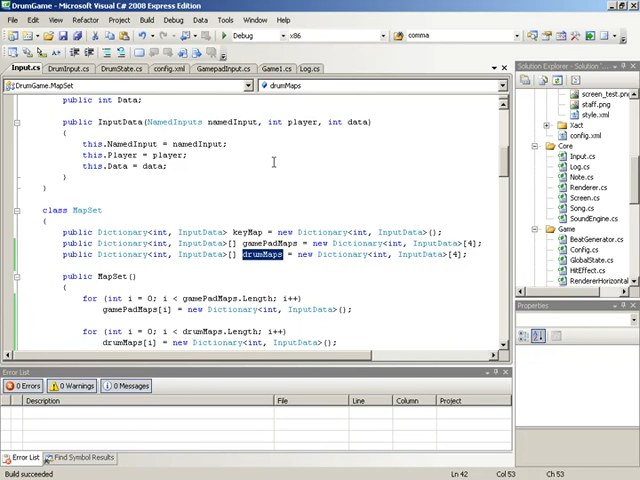 DrumGame - Microsoft Visual C# 2008 Express Edition
File Edit View Refactor Project Build Debug Data Tools Window Help
Debug x86 comma
Input.cs DrumInput.cs DrumState.cs config.xml GamepadInput.cs Game1.cs Log.cs
DrumGame.MapSet drumMaps
public int Data;
public InputData(NamedInputs namedInput, int player, int data)
{
this.NamedInput = namedInput;
this.Player = player;
this.Data = data;
}
}
class MapSet
{
public Dictionary<int, InputData> keyMap = new Dictionary<int, InputData>();
public Dictionary<int, InputData>[] gamePadMaps = new Dictionary<int, InputData>[4];
public Dictionary<int, InputData>[] drumMaps = new Dictionary<int, InputData>[4];
public MapSet()
{
for (int i = 0; i < gamePadMaps.Length; i++)
gamePadMaps[i] = new Dictionary<int, InputData>();
for (int i = 0; i < drumMaps.Length; i++)
drumMaps[i] = new Dictionary<int, InputData>();
Solution Explorer - DrumGame
screen_test.png
staff.png
style.xml
Xact
config.xml
Core
Input.cs
Log.cs
Note.cs
Renderer.cs
Screen.cs
Song.cs
SoundEngine.cs
Game
BeatGenerator.cs
Config.cs
GlobalState.cs
HitEffect.cs
RendererHorizontal
Properties
Error List
0 Errors 0 Warnings 0 Messages
Description File Line Column Project
Error List Find Symbol Results
Build succeeded Ln 42 Col 53 Ch 53